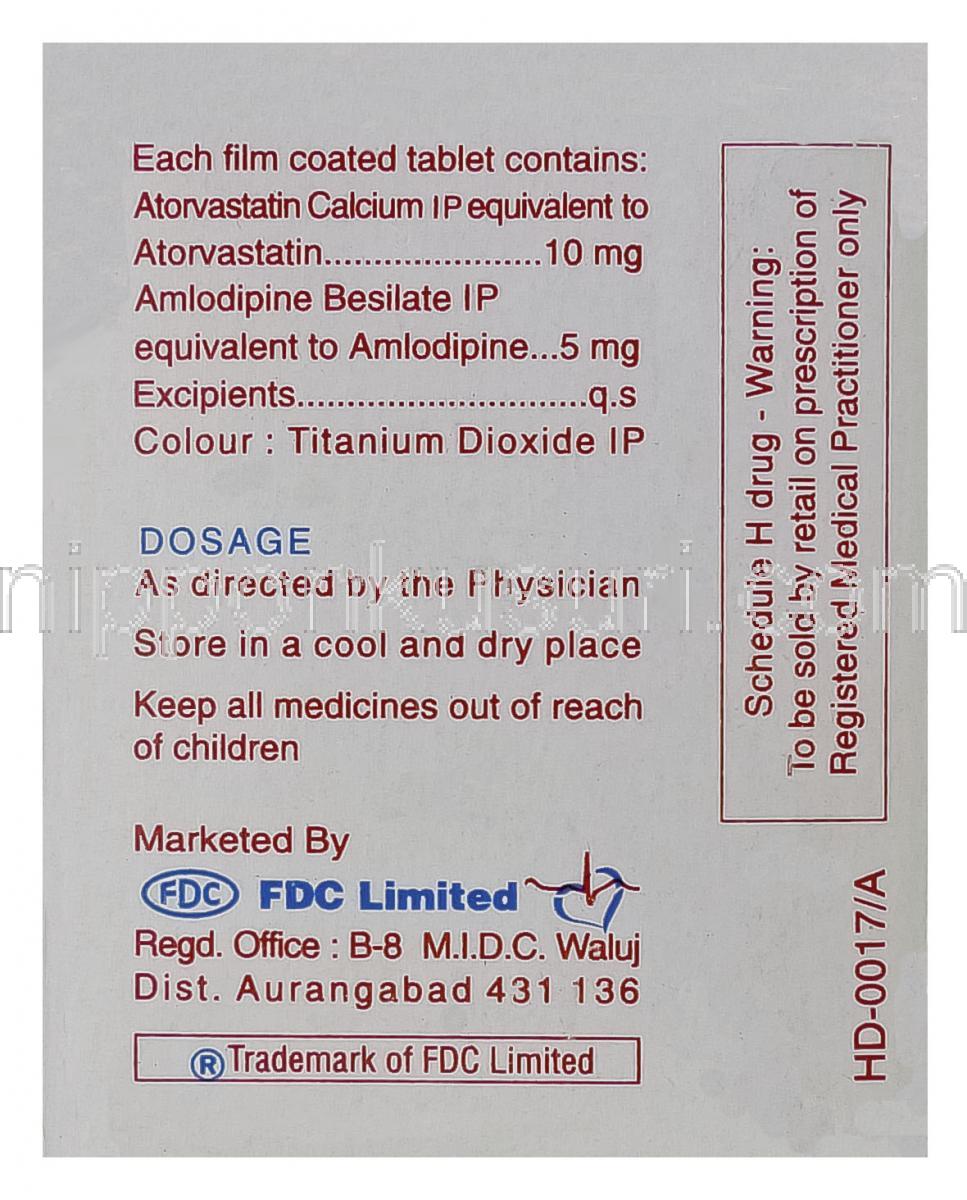 Each film coated tablet contains:
Atorvastatin Calcium IP equivalent to
Atorvastatin......................10 mg
Amlodipine Besilate IP
equivalent to Amlodipine...5 mg
Excipients.............................q.s
Colour : Titanium Dioxide IP
DOSAGE
As directed by the Physician
Store in a cool and dry place
Keep all medicines out of reach
of children
Marketed By
FDC FDC Limited
Regd. Office : B-8 M.I.D.C. Waluj
Dist. Aurangabad 431 136
® Trademark of FDC Limited
Schedule H drug - Warning:
To be sold by retail on prescription of
Registered Medical Practitioner only
HD-0017/A
nipponkusuri.com